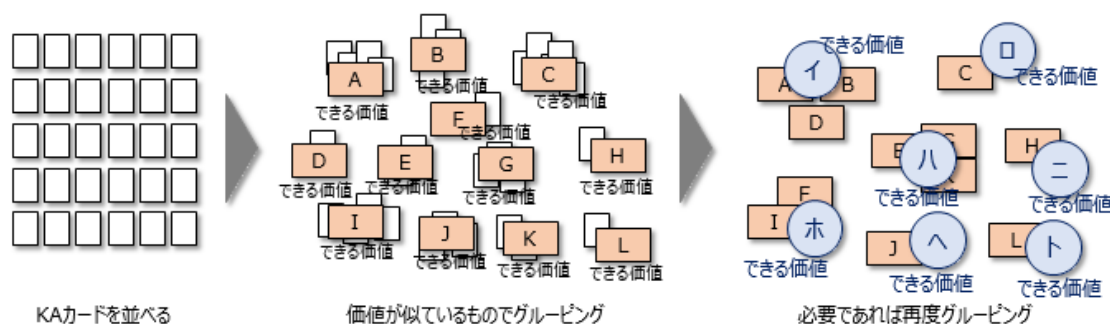 A
できる価値
B
できる価値
C
できる価値
F
できる価値
D
できる価値
E
できる価値
G
できる価値
H
できる価値
I
できる価値
J
できる価値
K
できる価値
L
できる価値
イ
できる価値
A
B
D
ロ
できる価値
C
ハ
できる価値
E
ニ
できる価値
H
ホ
できる価値
F
I
ヘ
できる価値
J
ト
できる価値
L
KAカードを並べる
価値が似ているものでグルーピング
必要であれば再度グルーピング